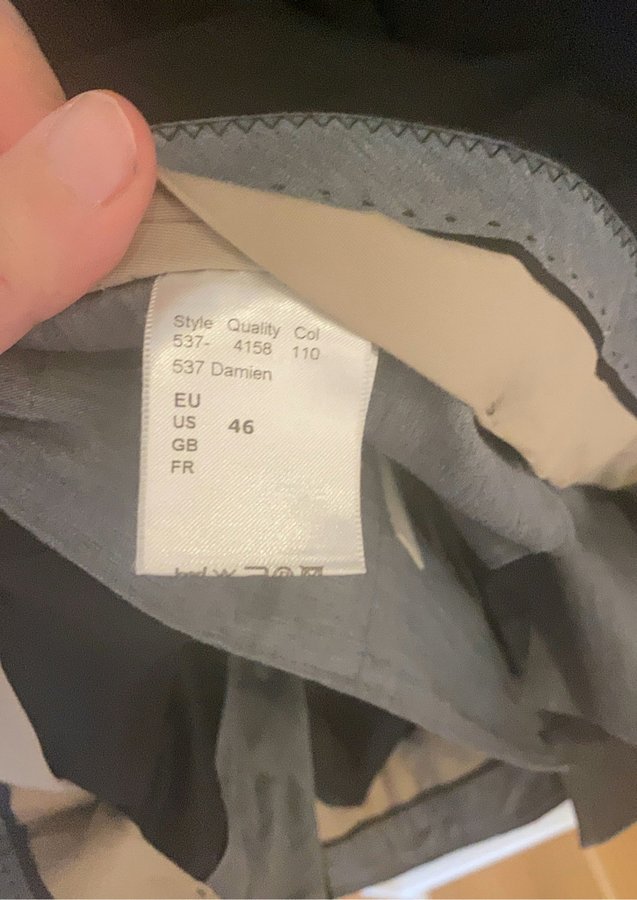 Style Quality Col
537- 4158 110
537 Damien
EU
US 46
GB
FR